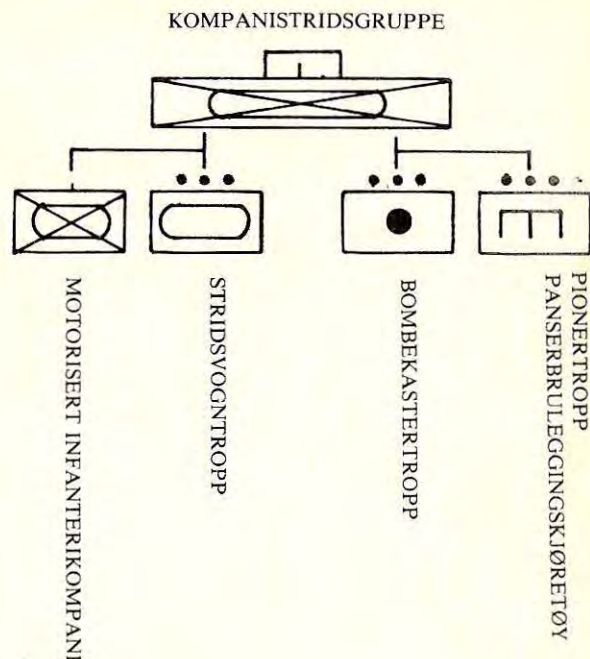 KOMPANISTRIDSGRUPPE
MOTORISERT INFANTERIKOMPANI
STRIDSVOGNTROPP
BOMBEKASTERTROPP
PIONERTROPP
PANSERBRULEGGINGSKJØRETØY